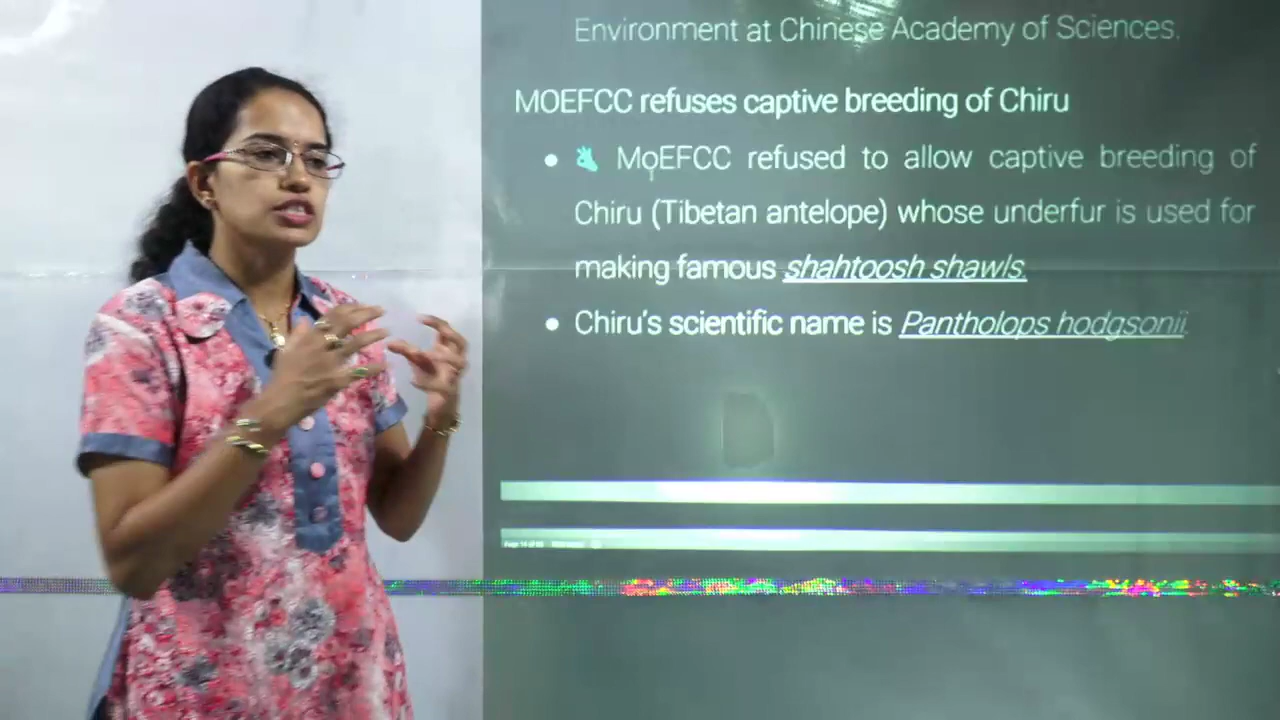 Environment at Chinese Academy of Sciences.
MOEFCC refuses captive breeding of Chiru
MoEFCC refused to allow captive breeding of
Chiru (Tibetan antelope) whose underfur is used for
making famous shahtoosh shawls.
Chiru's scientific name is Pantholops hodgsonii.